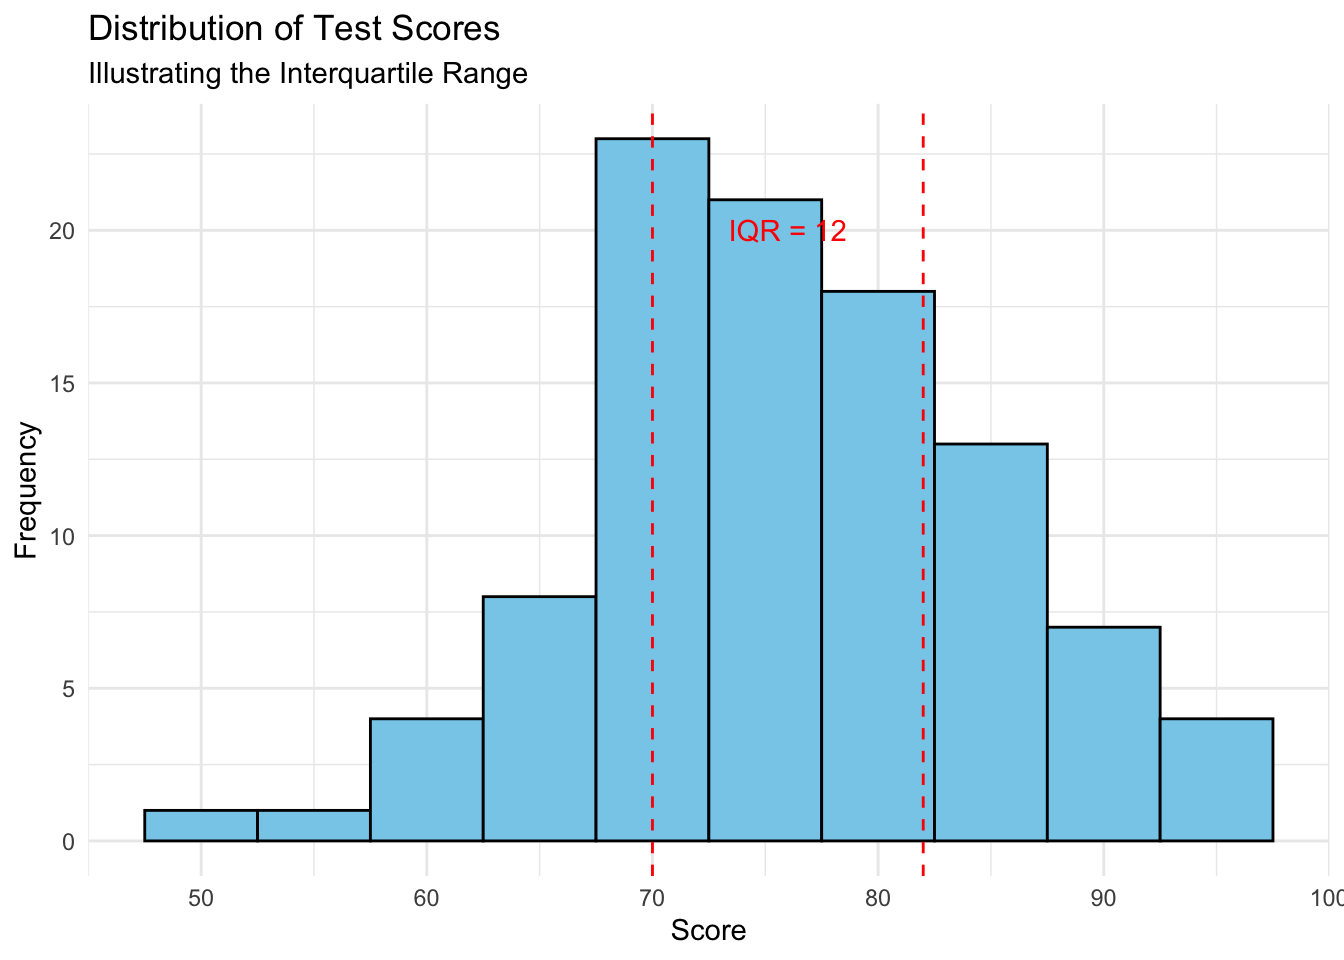 Distribution of Test Scores
Illustrating the Interquartile Range
IQR = 12
Frequency
20
15
10
5
0
50 60 70 80 90 100
Score